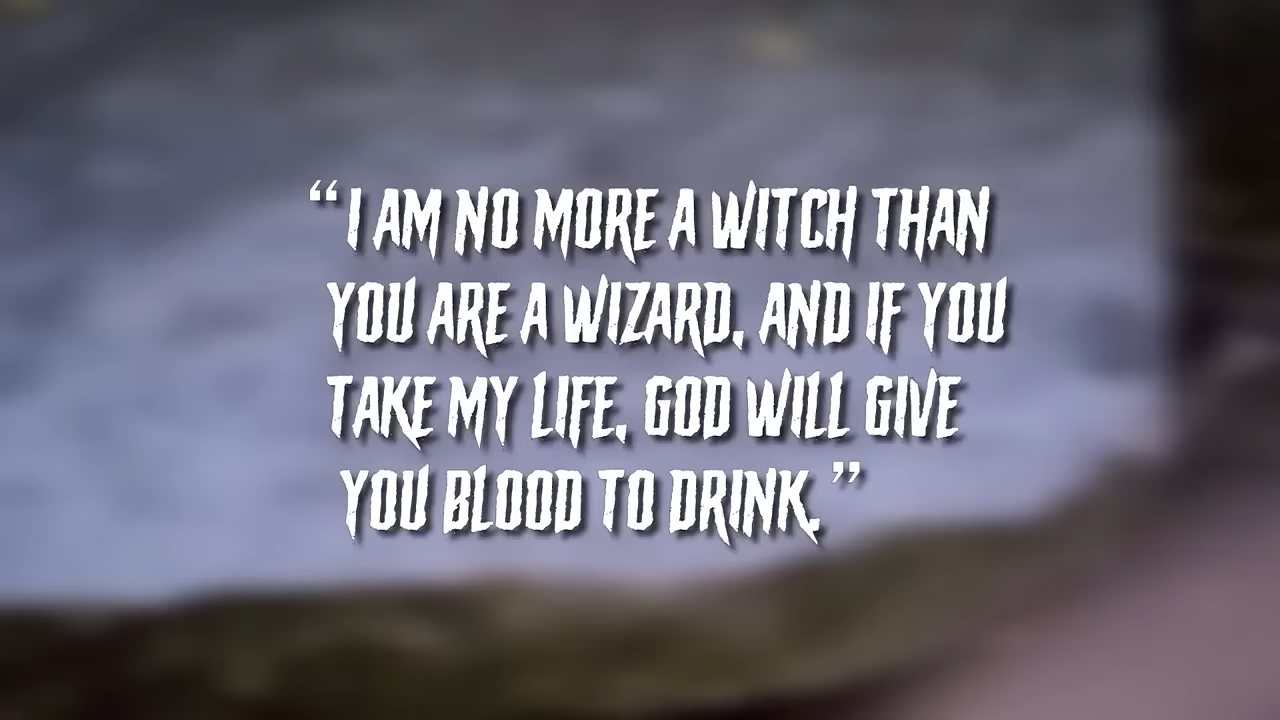 “I AM NO MORE A WITCH THAN
YOU ARE A WIZARD, AND IF YOU
TAKE MY LIFE, GOD WILL GIVE
YOU BLOOD TO DRINK.”